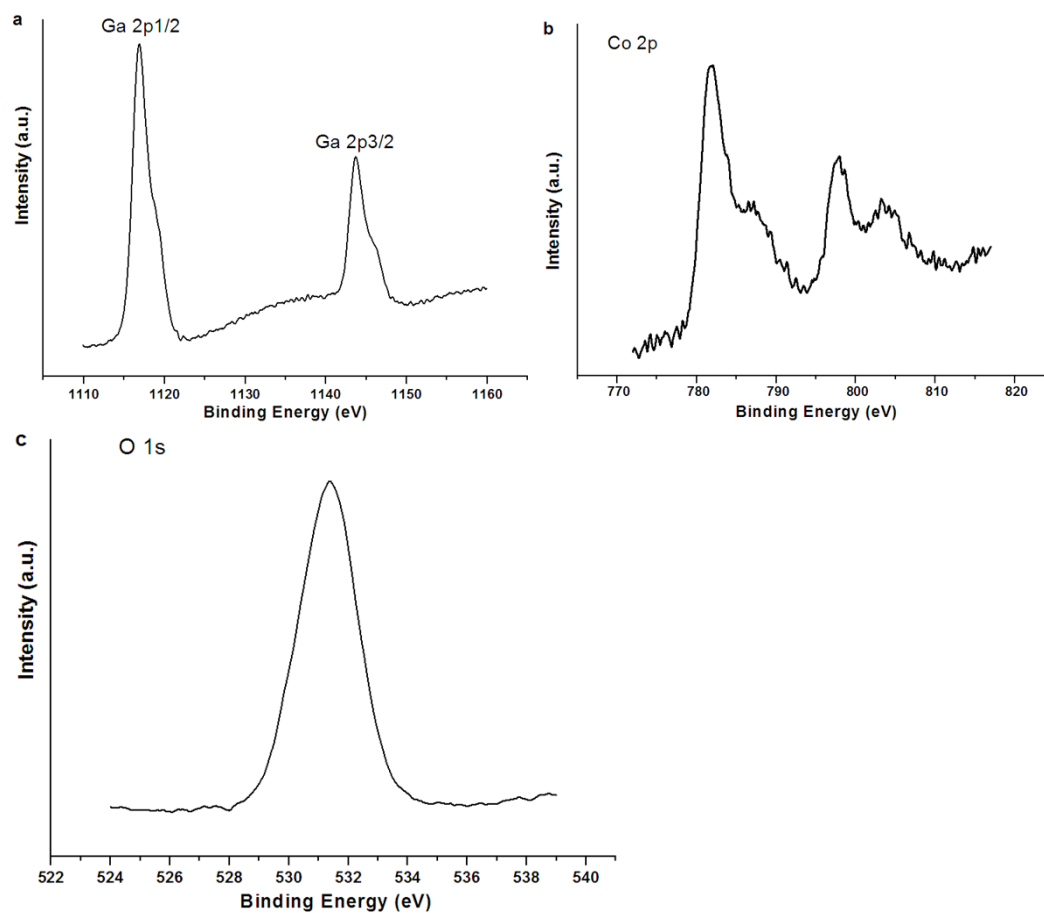 a
Ga 2p1/2
Ga 2p3/2
Intensity (a.u.)
1110 1120 1130 1140 1150 1160
Binding Energy (eV)
b
Co 2p
Intensity (a.u.)
770 780 790 800 810 820
Binding Energy (eV)
c
O 1s
Intensity (a.u.)
522 524 526 528 530 532 534 536 538 540
Binding Energy (eV)